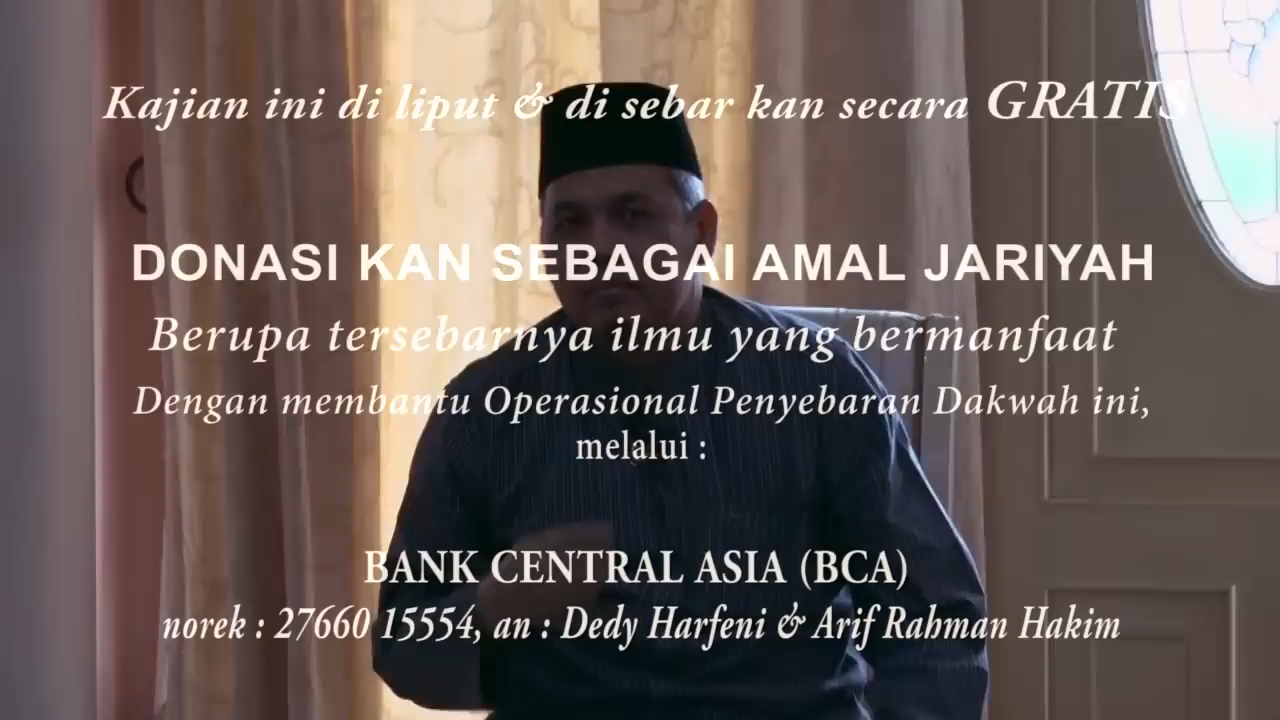 Kajian ini di liput & di sebar kan secara GRATIS
DONASI KAN SEBAGAI AMAL JARIYAH
Berupa tersebarnya ilmu yang bermanfaat
Dengan membantu Operasional Penyebaran Dakwah ini,
melalui :
BANK CENTRAL ASIA (BCA)
norek : 27660 15554, an : Dedy Harfeni & Arif Rahman Hakim